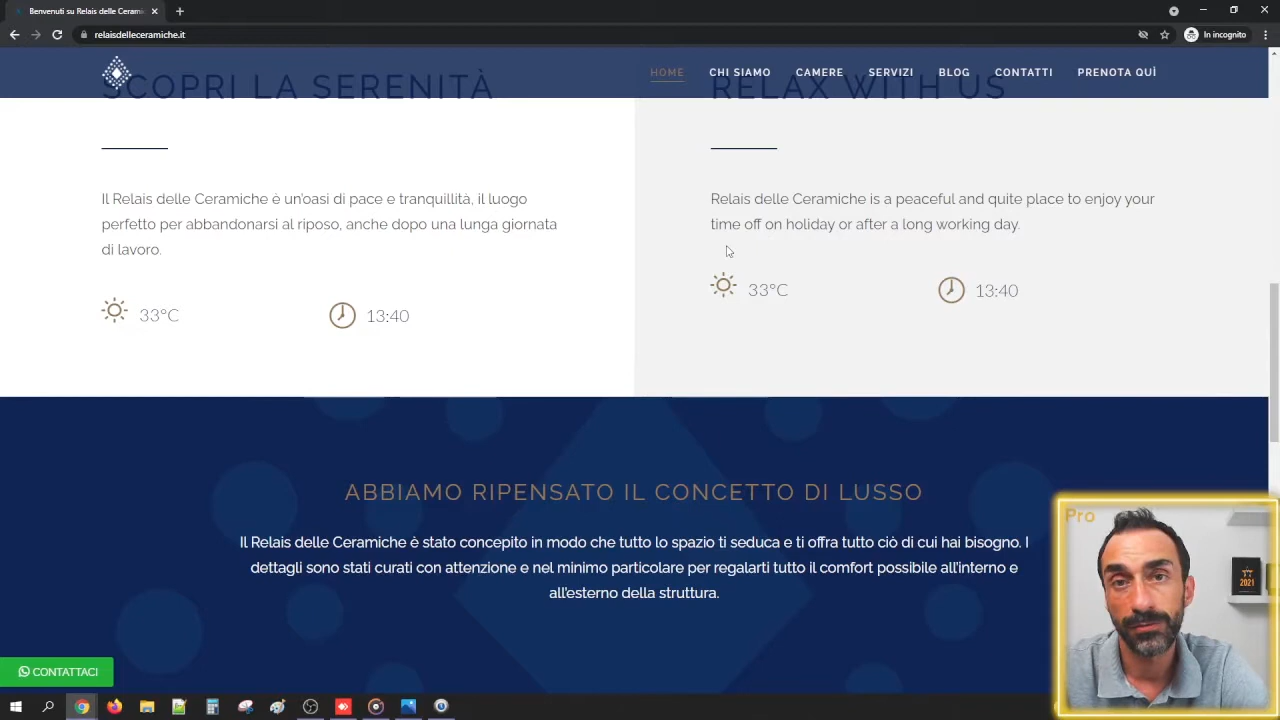 Benvenuti su Relais delle Cerami
relaisdelleceramiche.it
In incognito
HOME
CHI SIAMO
CAMERE
SERVIZI
BLOG
CONTATTI
PRENOTA QUÌ
SCOPRI LA SERENITÀ
RELAX WITH US
Il Relais delle Ceramiche è un'oasi di pace e tranquillità, il luogo
perfetto per abbandonarsi al riposo, anche dopo una lunga giornata
di lavoro.
33°C
13:40
Relais delle Ceramiche is a peaceful and quite place to enjoy your
time off on holiday or after a long working day.
33°C
13:40
ABBIAMO RIPENSATO IL CONCETTO DI LUSSO
Il Relais delle Ceramiche è stato concepito in modo che tutto lo spazio ti seduca e ti offra tutto ciò di cui hai bisogno. I
dettagli sono stati curati con attenzione e nel minimo particolare per regalarti tutto il comfort possibile all'interno e
all'esterno della struttura.
CONTATTACI
Pro
2021